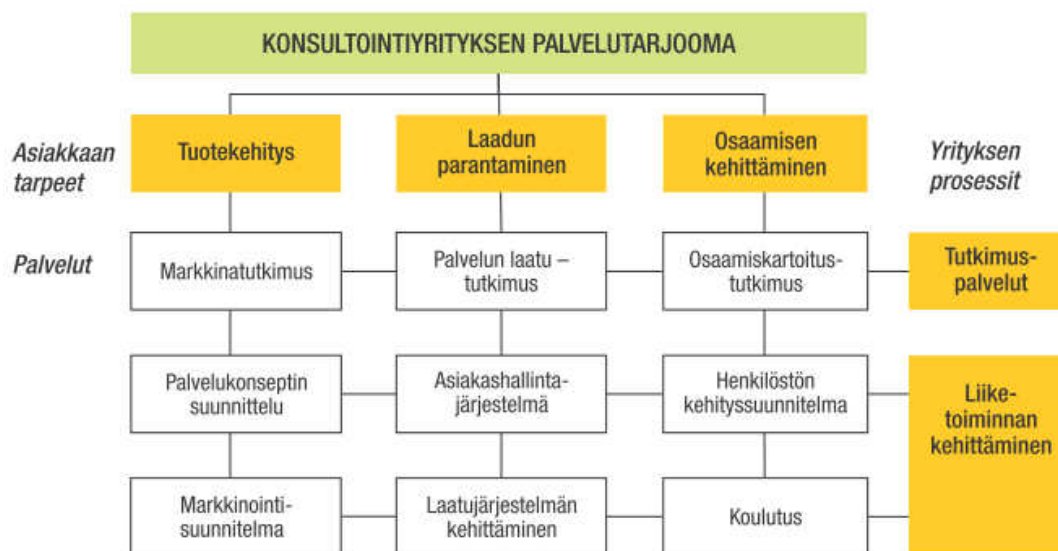 KONSULTOINTIYRITYKSEN PALVELUTARJOOMA
Asiakkaan
tarpeet
Tuotekehitys
Laadun
parantaminen
Osaamisen
kehittäminen
Yrityksen
prosessit
Palvelut
Markkinatutkimus
Palvelun laatu –
tutkimus
Osaamiskartoitus-
tutkimus
Tutkimus-
palvelut
Palvelukonseptin
suunnittelu
Asiakashallinta-
järjestelmä
Henkilöstön
kehityssuunnitelma
Liike-
toiminnan
kehittäminen
Markkinointi-
suunnitelma
Laatujärjestelmän
kehittäminen
Koulutus